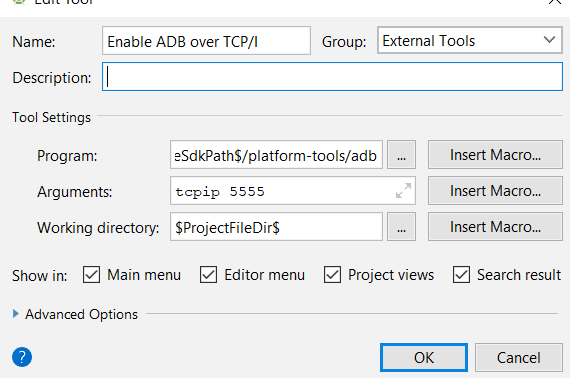 Edit Tool
Name: Enable ADB over TCP/I Group: External Tools
Description:
Tool Settings
Program: eSdkPath$/platform-tools/adb ... Insert Macro...
Arguments: tcpip 5555 Insert Macro...
Working directory: $ProjectFileDir$ ... Insert Macro...
Show in: Main menu Editor menu Project views Search result
Advanced Options
? OK Cancel